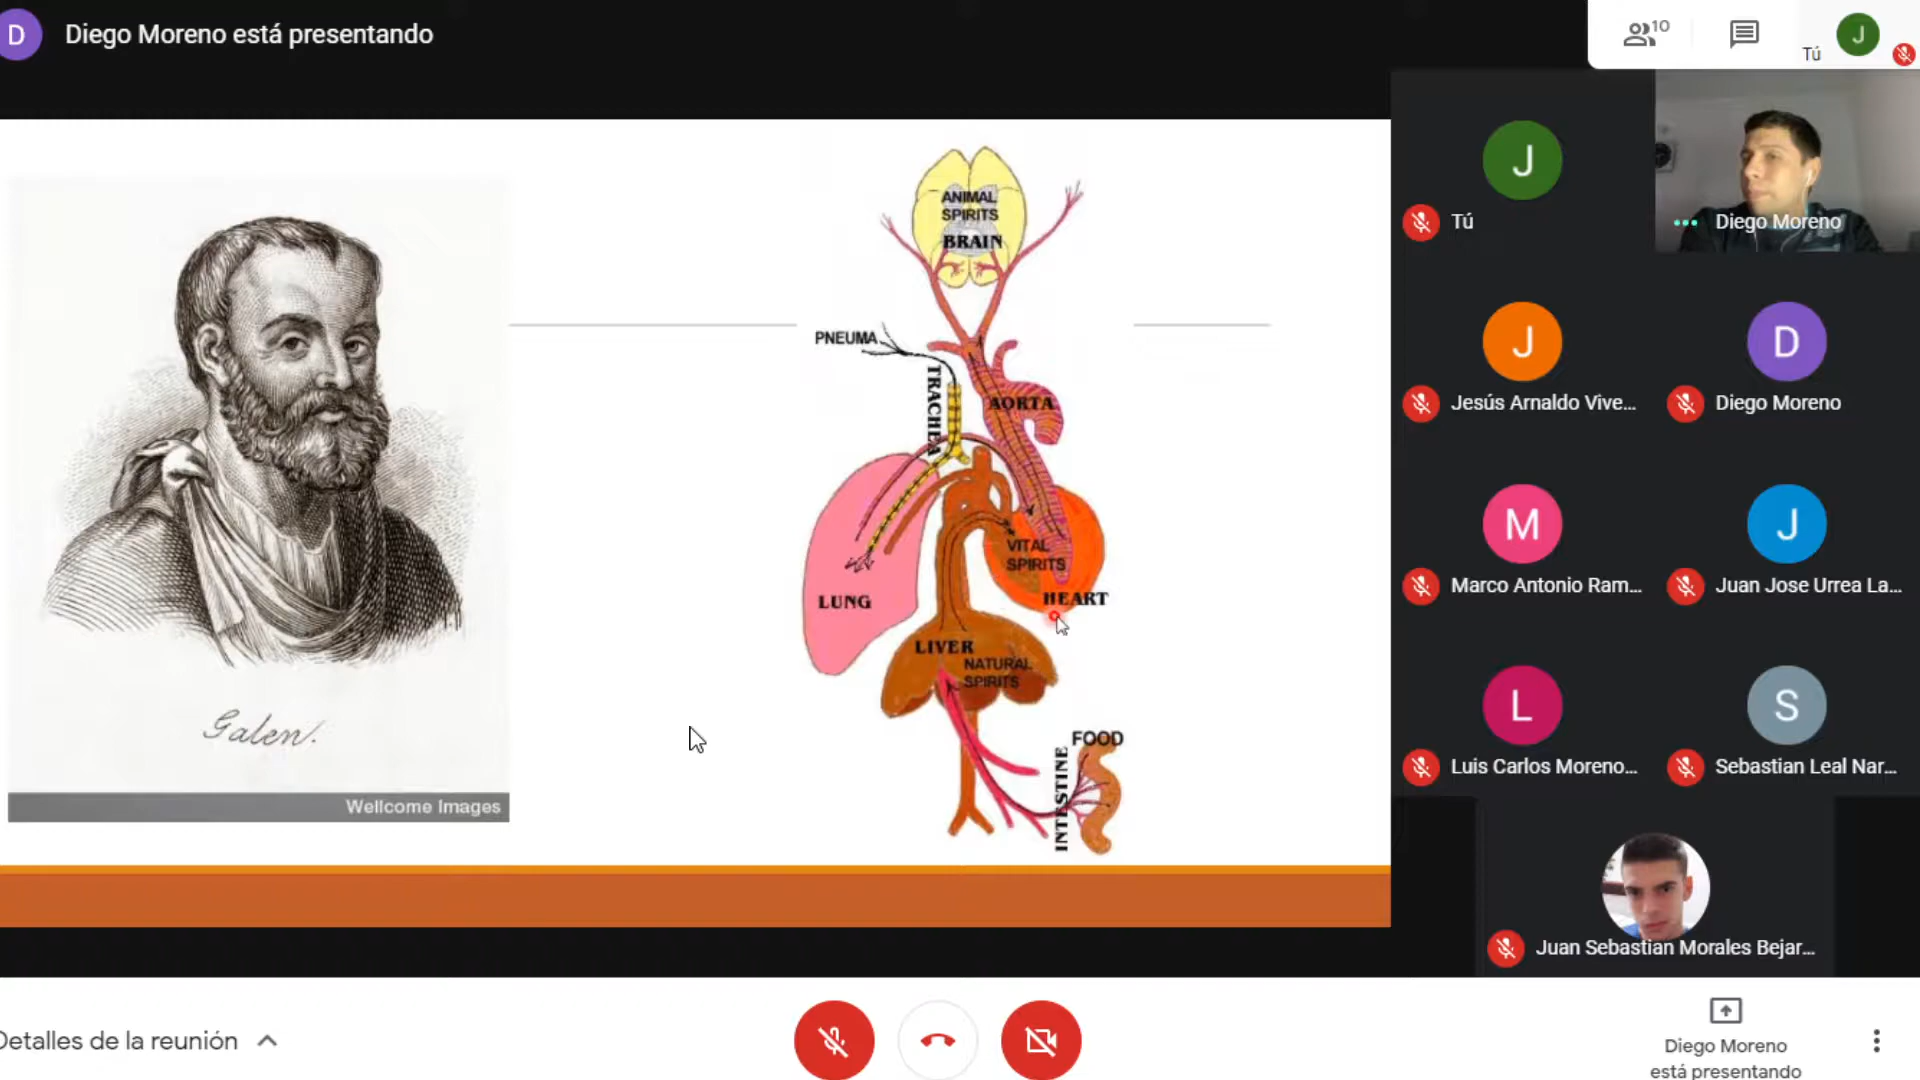 D
Diego Moreno está presentando
10
Tú
J
ANIMAL
SPIRITS
BRAIN
PNEUMA
TRACHEA
AORTA
VITAL
SPIRITS
HEART
LUNG
LIVER
NATURAL
SPIRITS
FOOD
INTESTINE
Galen.
Wellcome Images
J
Tú
Diego Moreno
J
Jesús Arnaldo Vive...
D
Diego Moreno
M
Marco Antonio Ram...
J
Juan Jose Urrea La...
L
Luis Carlos Moreno...
S
Sebastian Leal Nar...
Juan Sebastian Morales Bejar...
Detalles de la reunión
Diego Moreno
está presentando